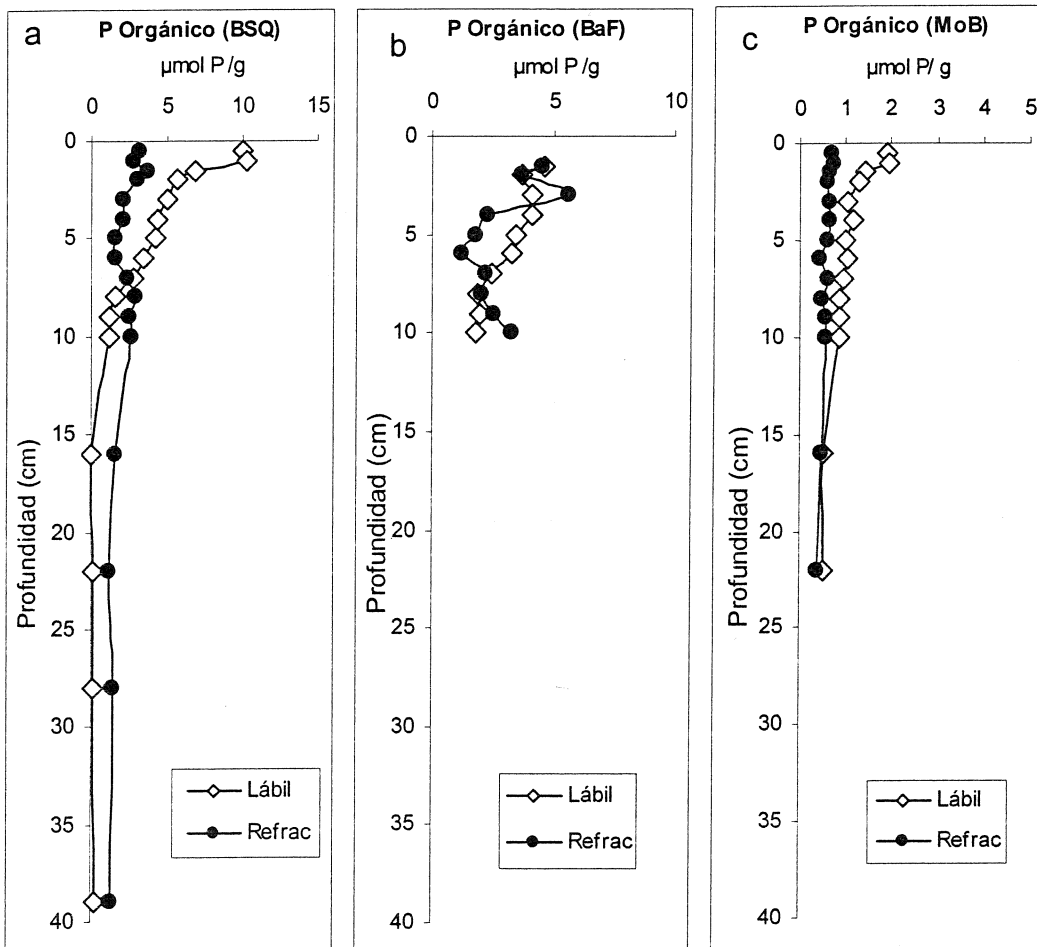 a
P Orgánico (BSQ)
µmol P/g
0 5 10 15
0
5
10
15
20
25
30
35
40
Profundidad (cm)
Lábil
Refrac
b
P Orgánico (BaF)
µmol P/g
0 5 10
0
5
10
15
20
25
30
35
40
Profundidad (cm)
Lábil
Refrac
c
P Orgánico (MoB)
µmol P/ g
0 1 2 3 4 5
0
5
10
15
20
25
30
35
40
Profundidad (cm)
Lábil
Refrac